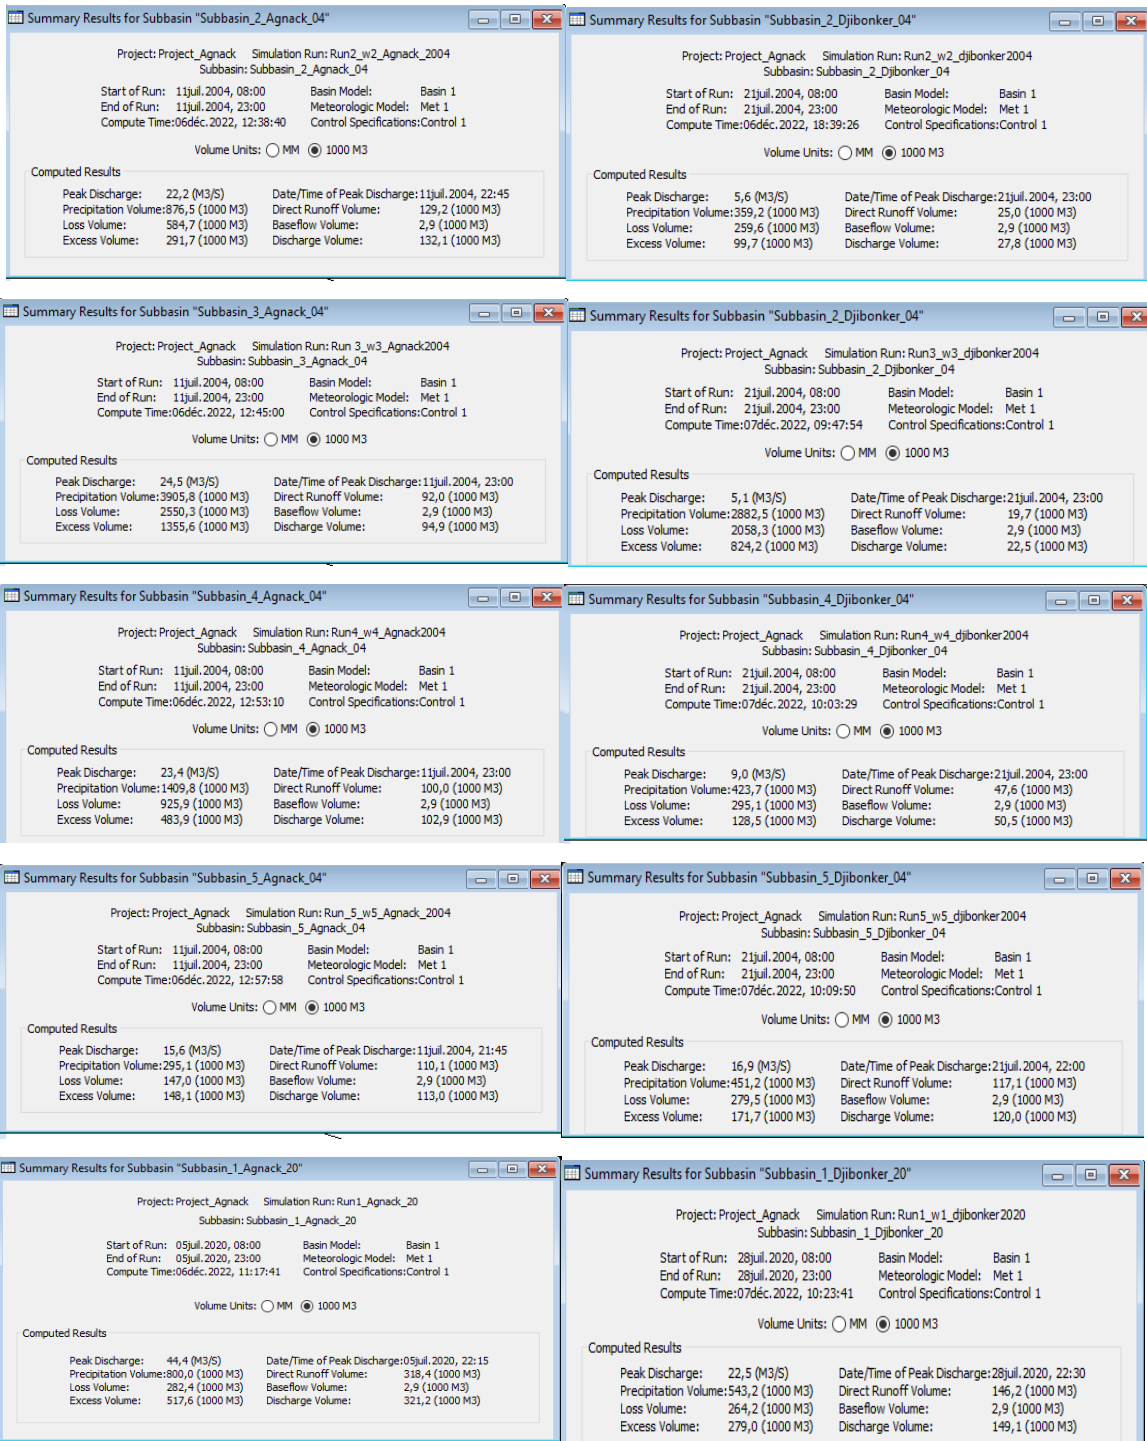 Summary Results for Subbasin "Subbasin_2_Agnack_04"
Project: Project_Agnack Simulation Run: Run2_w2_Agnack_2004
Subbasin: Subbasin_2_Agnack_04
Start of Run: 11juil.2004, 08:00 Basin Model: Basin 1
End of Run: 11juil.2004, 23:00 Meteorologic Model: Met 1
Compute Time:06déc.2022, 12:38:40 Control Specifications:Control 1
Volume Units: MM 1000 M3
Computed Results
Peak Discharge: 22,2 (M3/S) Date/Time of Peak Discharge:11juil.2004, 22:45
Precipitation Volume:876,5 (1000 M3) Direct Runoff Volume: 129,2 (1000 M3)
Loss Volume: 584,7 (1000 M3) Baseflow Volume: 2,9 (1000 M3)
Excess Volume: 291,7 (1000 M3) Discharge Volume: 132,1 (1000 M3)
Summary Results for Subbasin "Subbasin_2_Djibonker_04"
Project: Project_Agnack Simulation Run: Run2_w2_djibonker2004
Subbasin: Subbasin_2_Djibonker_04
Start of Run: 21juil.2004, 08:00 Basin Model: Basin 1
End of Run: 21juil.2004, 23:00 Meteorologic Model: Met 1
Compute Time:06déc.2022, 18:39:26 Control Specifications:Control 1
Volume Units: MM 1000 M3
Computed Results
Peak Discharge: 5,6 (M3/S) Date/Time of Peak Discharge:21juil.2004, 23:00
Precipitation Volume:359,2 (1000 M3) Direct Runoff Volume: 25,0 (1000 M3)
Loss Volume: 259,6 (1000 M3) Baseflow Volume: 2,9 (1000 M3)
Excess Volume: 99,7 (1000 M3) Discharge Volume: 27,8 (1000 M3)
Summary Results for Subbasin "Subbasin_3_Agnack_04"
Project: Project_Agnack Simulation Run: Run 3_w3_Agnack2004
Subbasin: Subbasin_3_Agnack_04
Start of Run: 11juil.2004, 08:00 Basin Model: Basin 1
End of Run: 11juil.2004, 23:00 Meteorologic Model: Met 1
Compute Time:06déc.2022, 12:45:00 Control Specifications:Control 1
Volume Units: MM 1000 M3
Computed Results
Peak Discharge: 24,5 (M3/S) Date/Time of Peak Discharge:11juil.2004, 23:00
Precipitation Volume:3905,8 (1000 M3) Direct Runoff Volume: 92,0 (1000 M3)
Loss Volume: 2550,3 (1000 M3) Baseflow Volume: 2,9 (1000 M3)
Excess Volume: 1355,6 (1000 M3) Discharge Volume: 94,9 (1000 M3)
Summary Results for Subbasin "Subbasin_2_Djibonker_04"
Project: Project_Agnack Simulation Run: Run3_w3_djibonker2004
Subbasin: Subbasin_2_Djibonker_04
Start of Run: 21juil.2004, 08:00 Basin Model: Basin 1
End of Run: 21juil.2004, 23:00 Meteorologic Model: Met 1
Compute Time:07déc.2022, 09:47:54 Control Specifications:Control 1
Volume Units: MM 1000 M3
Computed Results
Peak Discharge: 5,1 (M3/S) Date/Time of Peak Discharge:21juil.2004, 23:00
Precipitation Volume:2882,5 (1000 M3) Direct Runoff Volume: 19,7 (1000 M3)
Loss Volume: 2058,3 (1000 M3) Baseflow Volume: 2,9 (1000 M3)
Excess Volume: 824,2 (1000 M3) Discharge Volume: 22,5 (1000 M3)
Summary Results for Subbasin "Subbasin_4_Agnack_04"
Project: Project_Agnack Simulation Run: Run4_w4_Agnack2004
Subbasin: Subbasin_4_Agnack_04
Start of Run: 11juil.2004, 08:00 Basin Model: Basin 1
End of Run: 11juil.2004, 23:00 Meteorologic Model: Met 1
Compute Time:06déc.2022, 12:53:10 Control Specifications:Control 1
Volume Units: MM 1000 M3
Computed Results
Peak Discharge: 23,4 (M3/S) Date/Time of Peak Discharge:11juil.2004, 23:00
Precipitation Volume:1409,8 (1000 M3) Direct Runoff Volume: 100,0 (1000 M3)
Loss Volume: 925,9 (1000 M3) Baseflow Volume: 2,9 (1000 M3)
Excess Volume: 483,9 (1000 M3) Discharge Volume: 102,9 (1000 M3)
Summary Results for Subbasin "Subbasin_4_Djibonker_04"
Project: Project_Agnack Simulation Run: Run4_w4_djibonker2004
Subbasin: Subbasin_4_Djibonker_04
Start of Run: 21juil.2004, 08:00 Basin Model: Basin 1
End of Run: 21juil.2004, 23:00 Meteorologic Model: Met 1
Compute Time:07déc.2022, 10:03:29 Control Specifications:Control 1
Volume Units: MM 1000 M3
Computed Results
Peak Discharge: 9,0 (M3/S) Date/Time of Peak Discharge:21juil.2004, 23:00
Precipitation Volume:423,7 (1000 M3) Direct Runoff Volume: 47,6 (1000 M3)
Loss Volume: 295,1 (1000 M3) Baseflow Volume: 2,9 (1000 M3)
Excess Volume: 128,5 (1000 M3) Discharge Volume: 50,5 (1000 M3)
Summary Results for Subbasin "Subbasin_5_Agnack_04"
Project: Project_Agnack Simulation Run: Run_5_w5_Agnack_2004
Subbasin: Subbasin_5_Agnack_04
Start of Run: 11juil.2004, 08:00 Basin Model: Basin 1
End of Run: 11juil.2004, 23:00 Meteorologic Model: Met 1
Compute Time:06déc.2022, 12:57:58 Control Specifications:Control 1
Volume Units: MM 1000 M3
Computed Results
Peak Discharge: 15,6 (M3/S) Date/Time of Peak Discharge:11juil.2004, 21:45
Precipitation Volume:295,1 (1000 M3) Direct Runoff Volume: 110,1 (1000 M3)
Loss Volume: 147,0 (1000 M3) Baseflow Volume: 2,9 (1000 M3)
Excess Volume: 148,1 (1000 M3) Discharge Volume: 113,0 (1000 M3)
Summary Results for Subbasin "Subbasin_5_Djibonker_04"
Project: Project_Agnack Simulation Run: Run5_w5_djibonker2004
Subbasin: Subbasin_5_Djibonker_04
Start of Run: 21juil.2004, 08:00 Basin Model: Basin 1
End of Run: 21juil.2004, 23:00 Meteorologic Model: Met 1
Compute Time:07déc.2022, 10:09:50 Control Specifications:Control 1
Volume Units: MM 1000 M3
Computed Results
Peak Discharge: 16,9 (M3/S) Date/Time of Peak Discharge:21juil.2004, 22:00
Precipitation Volume:451,2 (1000 M3) Direct Runoff Volume: 117,1 (1000 M3)
Loss Volume: 279,5 (1000 M3) Baseflow Volume: 2,9 (1000 M3)
Excess Volume: 171,7 (1000 M3) Discharge Volume: 120,0 (1000 M3)
Summary Results for Subbasin "Subbasin_1_Agnack_20"
Project: Project_Agnack Simulation Run: Run1_Agnack_20
Subbasin: Subbasin_1_Agnack_20
Start of Run: 05juil.2020, 08:00 Basin Model: Basin 1
End of Run: 05juil.2020, 23:00 Meteorologic Model: Met 1
Compute Time:06déc.2022, 11:17:41 Control Specifications:Control 1
Volume Units: MM 1000 M3
Computed Results
Peak Discharge: 44,4 (M3/S) Date/Time of Peak Discharge:05juil.2020, 22:15
Precipitation Volume:800,0 (1000 M3) Direct Runoff Volume: 318,4 (1000 M3)
Loss Volume: 282,4 (1000 M3) Baseflow Volume: 2,9 (1000 M3)
Excess Volume: 517,6 (1000 M3) Discharge Volume: 321,2 (1000 M3)
Summary Results for Subbasin "Subbasin_1_Djibonker_20"
Project: Project_Agnack Simulation Run: Run1_w1_djibonker2020
Subbasin: Subbasin_1_Djibonker_20
Start of Run: 28juil.2020, 08:00 Basin Model: Basin 1
End of Run: 28juil.2020, 23:00 Meteorologic Model: Met 1
Compute Time:07déc.2022, 10:23:41 Control Specifications:Control 1
Volume Units: MM 1000 M3
Computed Results
Peak Discharge: 22,5 (M3/S) Date/Time of Peak Discharge:28juil.2020, 22:30
Precipitation Volume:543,2 (1000 M3) Direct Runoff Volume: 146,2 (1000 M3)
Loss Volume: 264,2 (1000 M3) Baseflow Volume: 2,9 (1000 M3)
Excess Volume: 279,0 (1000 M3) Discharge Volume: 149,1 (1000 M3)